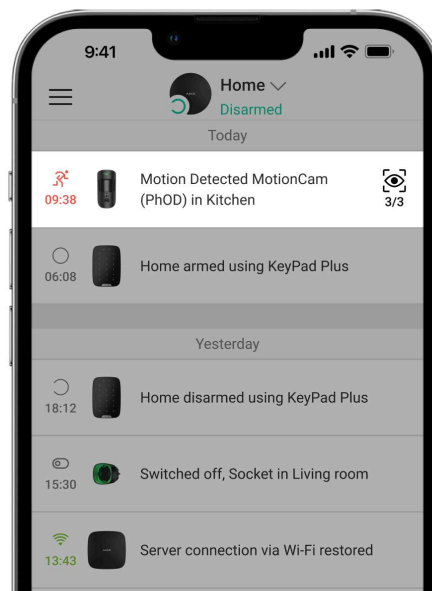 9:41
Home
Disarmed
Today
Motion Detected MotionCam
(PhOD) in Kitchen
09:38
3/3
Home armed using KeyPad Plus
06:08
Yesterday
Home disarmed using KeyPad Plus
18:12
Switched off, Socket in Living room
15:30
Server connection via Wi-Fi restored
13:43